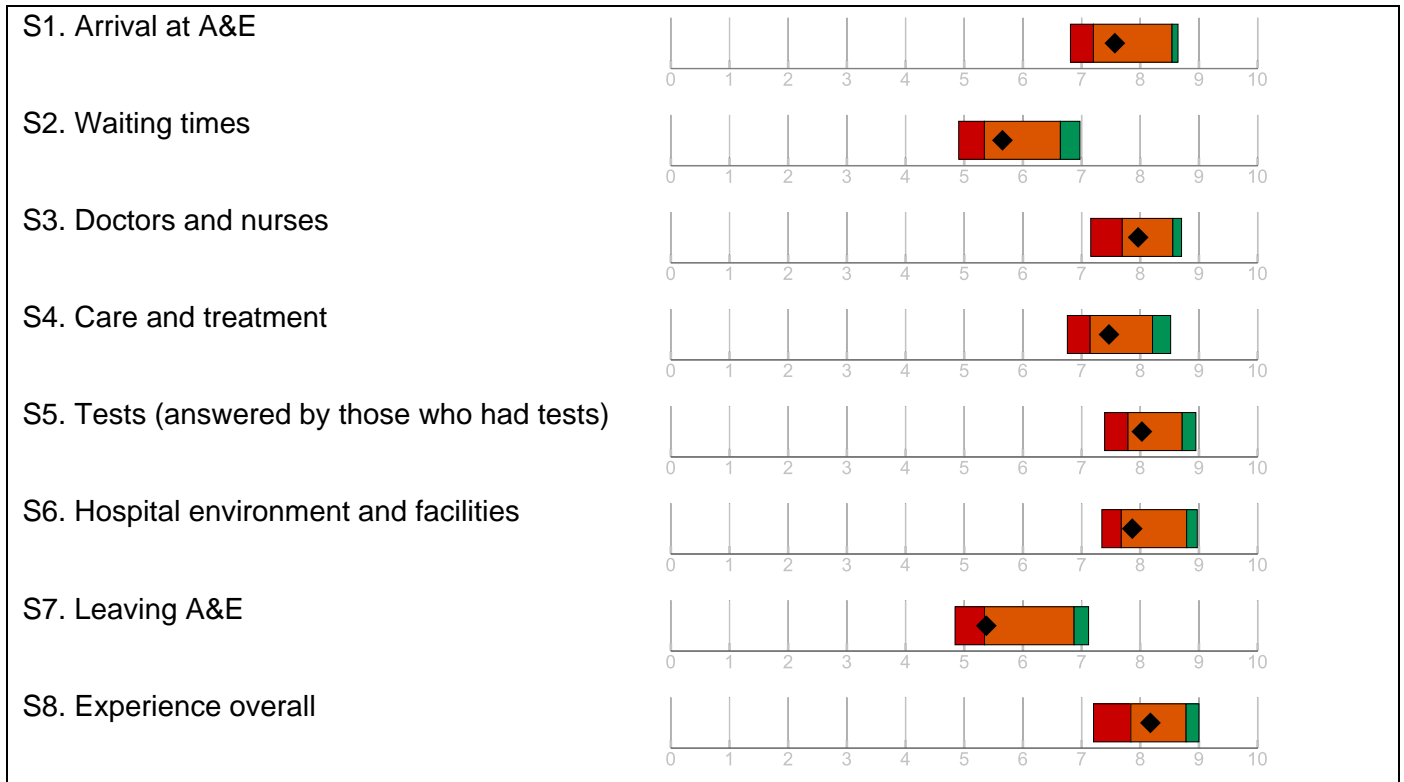 S1. Arrival at A&E
0 1 2 3 4 5 6 7 8 9 10
S2. Waiting times
0 1 2 3 4 5 6 7 8 9 10
S3. Doctors and nurses
0 1 2 3 4 5 6 7 8 9 10
S4. Care and treatment
0 1 2 3 4 5 6 7 8 9 10
S5. Tests (answered by those who had tests)
0 1 2 3 4 5 6 7 8 9 10
S6. Hospital environment and facilities
0 1 2 3 4 5 6 7 8 9 10
S7. Leaving A&E
0 1 2 3 4 5 6 7 8 9 10
S8. Experience overall
0 1 2 3 4 5 6 7 8 9 10